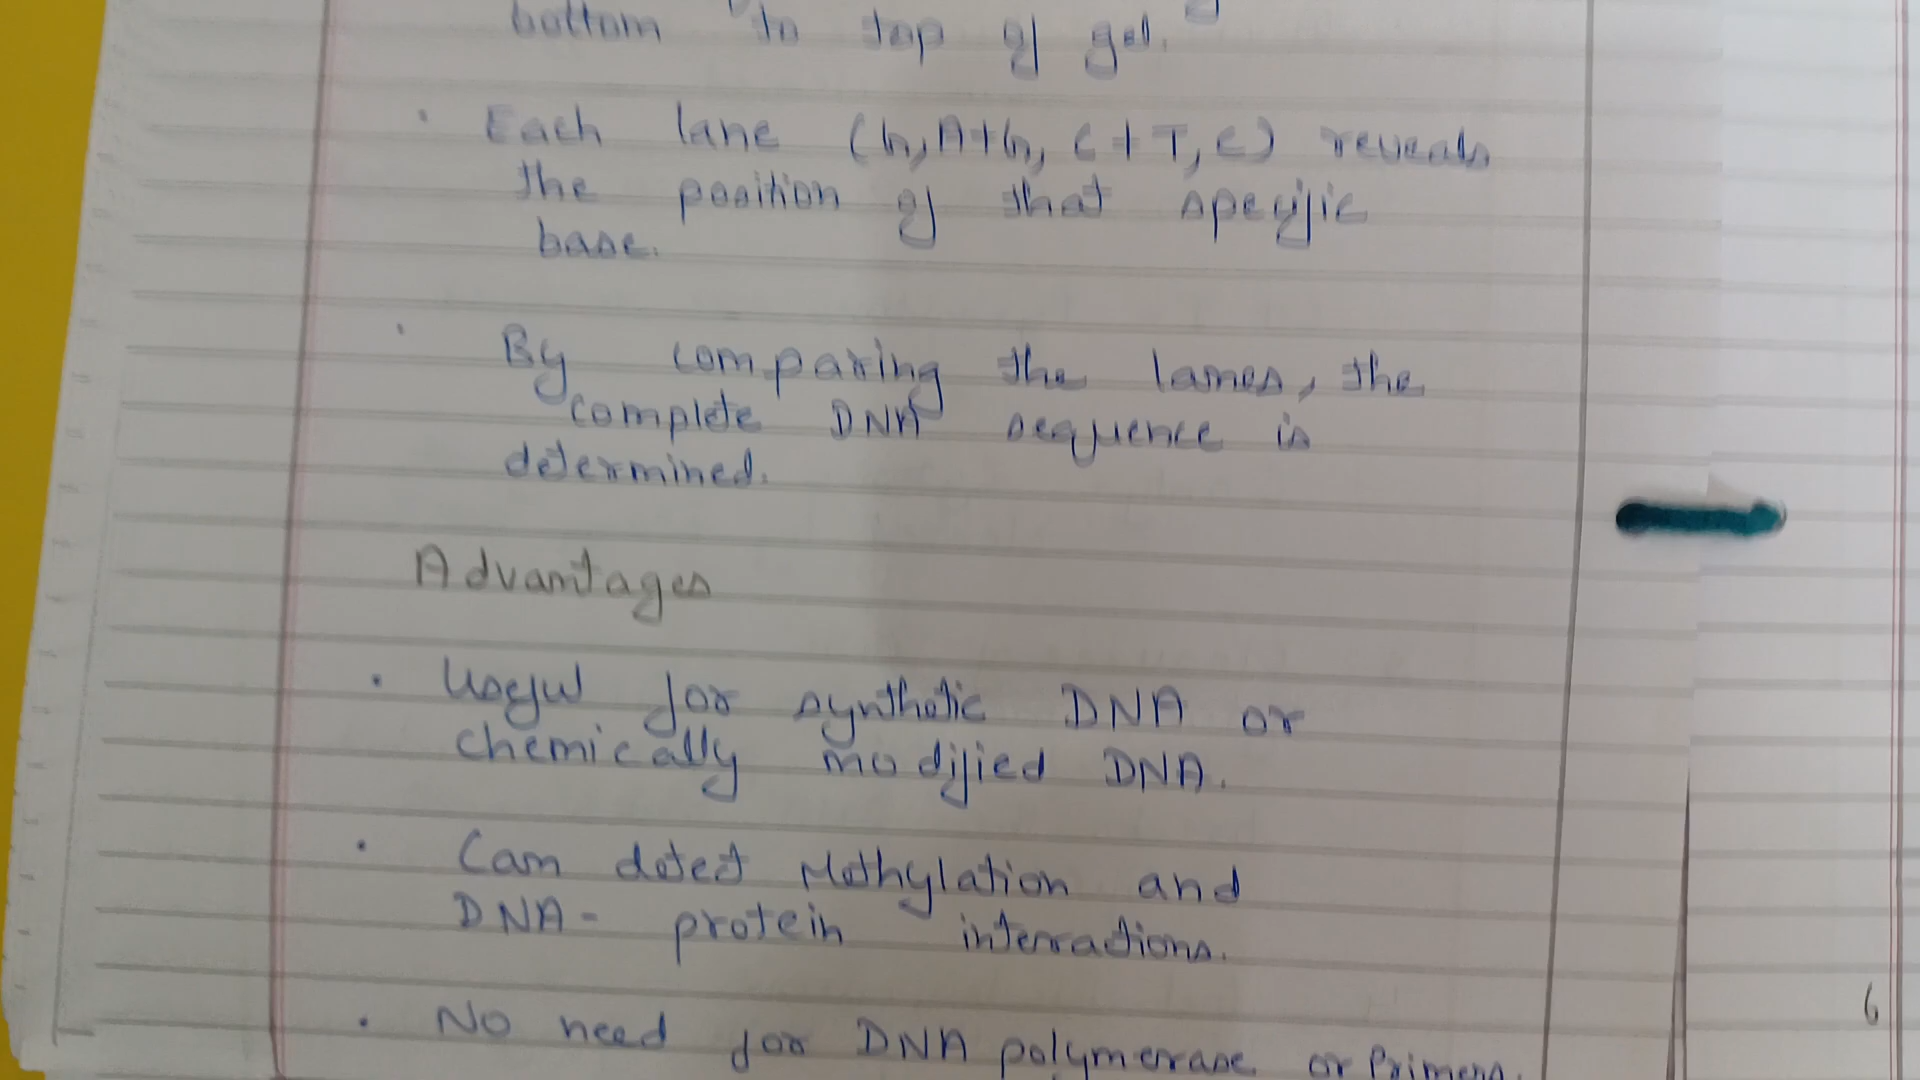 bottom to top of gel.
• Each lane (G, A+G, C+T, C) reveals
the position of that specific
base.
• By comparing the lames, the
complete DNA sequence is
determined.
Advantages
• Useful for synthetic DNA or
chemically modified DNA.
• Can detect Methylation and
DNA- protein interractions.
• No need for DNA polymerase or Primers.
6